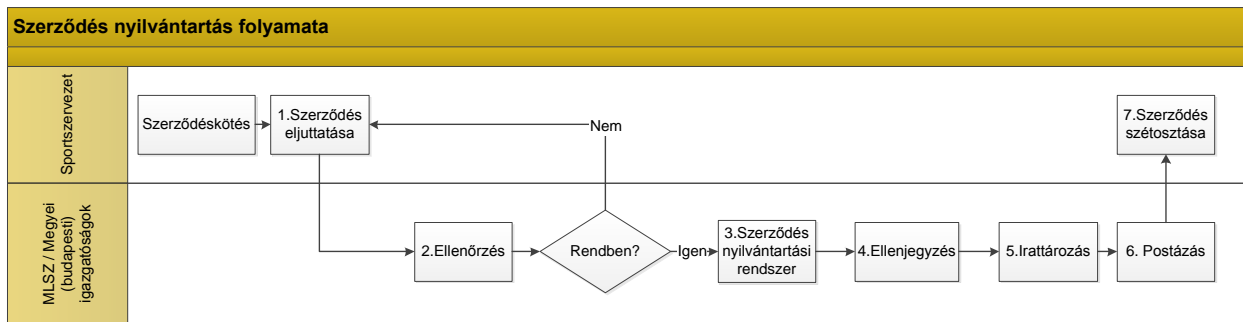 Szerződés nyilvántartás folyamata
Sportszervezet
Szerződéskötés
1.Szerződés
eljuttatása
Nem
7.Szerződés
szétosztása
MLSZ / Megyei
(budapesti)
igazgatóságok
2.Ellenőrzés
Rendben?
Igen
3.Szerződés
nyilvántartási
rendszer
4.Ellenjegyzés
5.Irattározás
6. Postázás